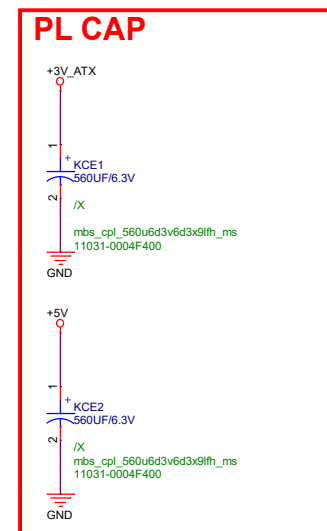 PL CAP
+3V_ATX
1
+
KCE1
560UF/6.3V
2
/X
mbs_cpl_560u6d3v6d3x9lfh_ms
11031-0004F400
GND
+5V
1
+
KCE2
560UF/6.3V
2
/X
mbs_cpl_560u6d3v6d3x9lfh_ms
11031-0004F400
GND